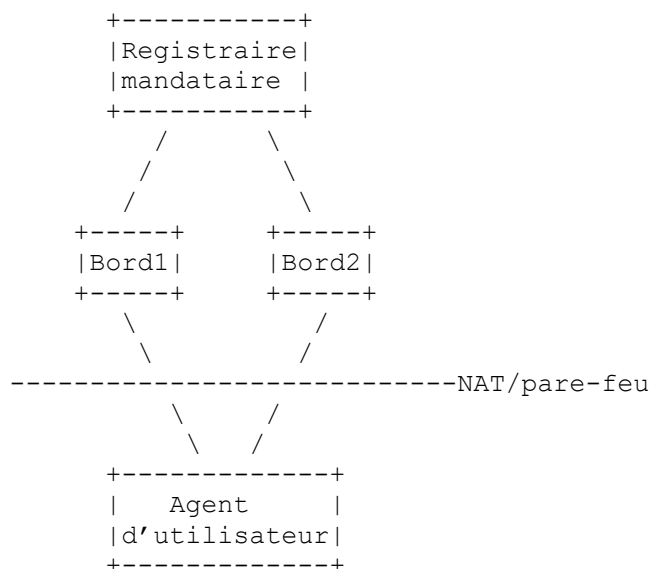 Registraire
mandataire
Bord1 Bord2
NAT/pare-feu
Agent
d’utilisateur